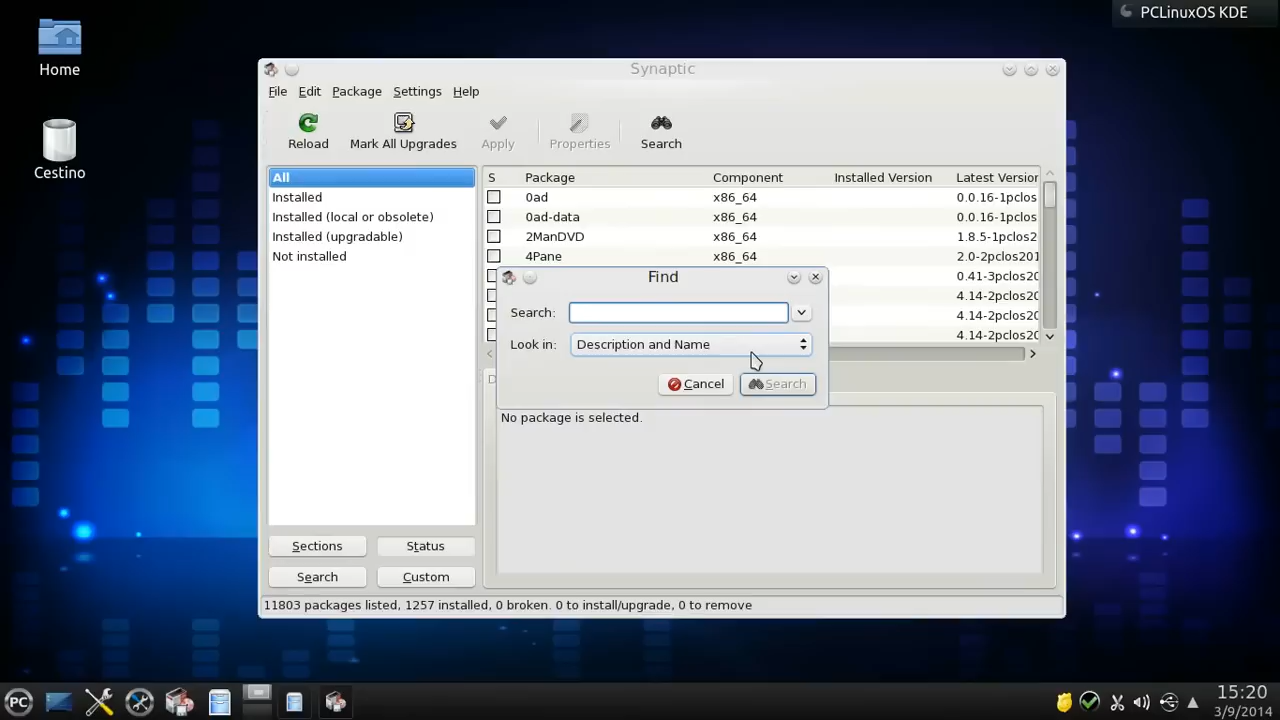 PCLinuxOS KDE
Home
Cestino
Synaptic
File Edit Package Settings Help
Reload Mark All Upgrades Apply Properties Search
All
Installed
Installed (local or obsolete)
Installed (upgradable)
Not installed
S Package Component Installed Version Latest Version
0ad x86_64 0.0.16-1pclos
0ad-data x86_64 0.0.16-1pclos
2ManDVD x86_64 1.8.5-1pclos2
4Pane x86_64 2.0-2pclos201
0.41-3pclos20
4.14-2pclos20
4.14-2pclos20
4.14-2pclos20
Find
Search:
Look in: Description and Name
Cancel Search
No package is selected.
Sections Status
Search Custom
11803 packages listed, 1257 installed, 0 broken. 0 to install/upgrade, 0 to remove
PC
15:20
3/9/2014